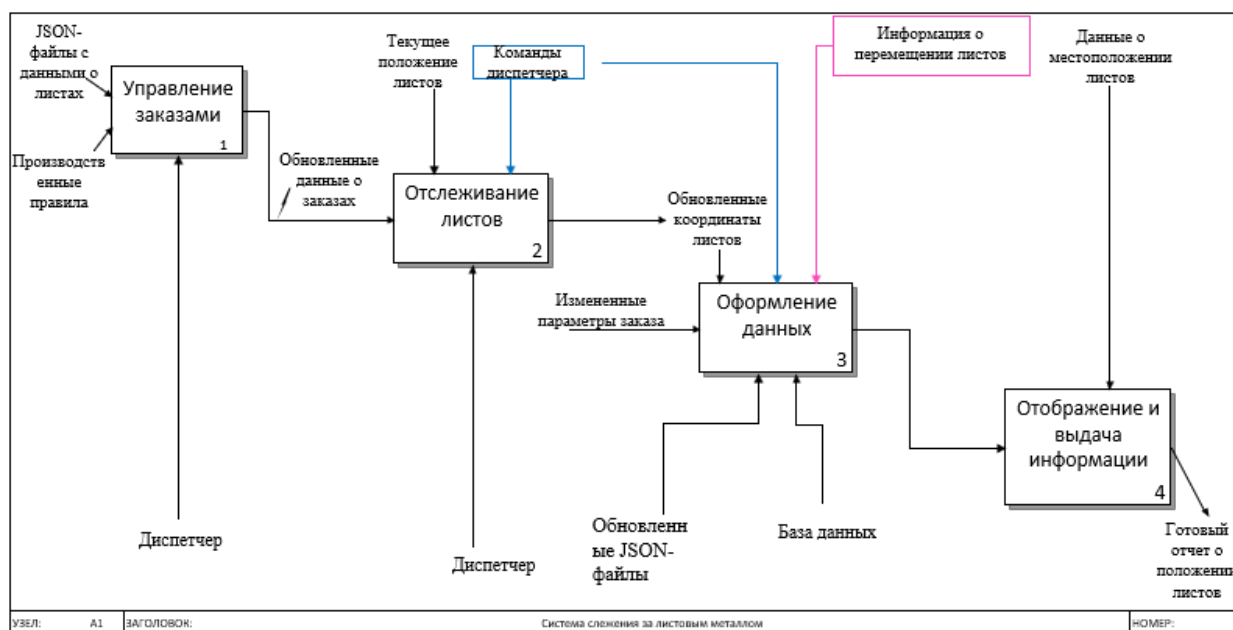 JSON-
файлы с
данными о
листах
Управление
заказами
1
Производств
енные
правила
Диспетчер
Обновленные
данные о
заказах
Текущее
положение
листов
Команды
диспетчера
Отслеживание
листов
2
Диспетчер
Обновленные
координаты
листов
Информация о
перемещении листов
Измененные
параметры заказа
Оформление
данных
3
Обновленн
ые JSON-
файлы
База данных
Данные о
местоположении
листов
Отображение и
выдача
информации
4
Готовый
отчет о
положении
листов
УЗЕЛ: А1 ЗАГОЛОВОК: Система слежения за листовым металлом НОМЕР: